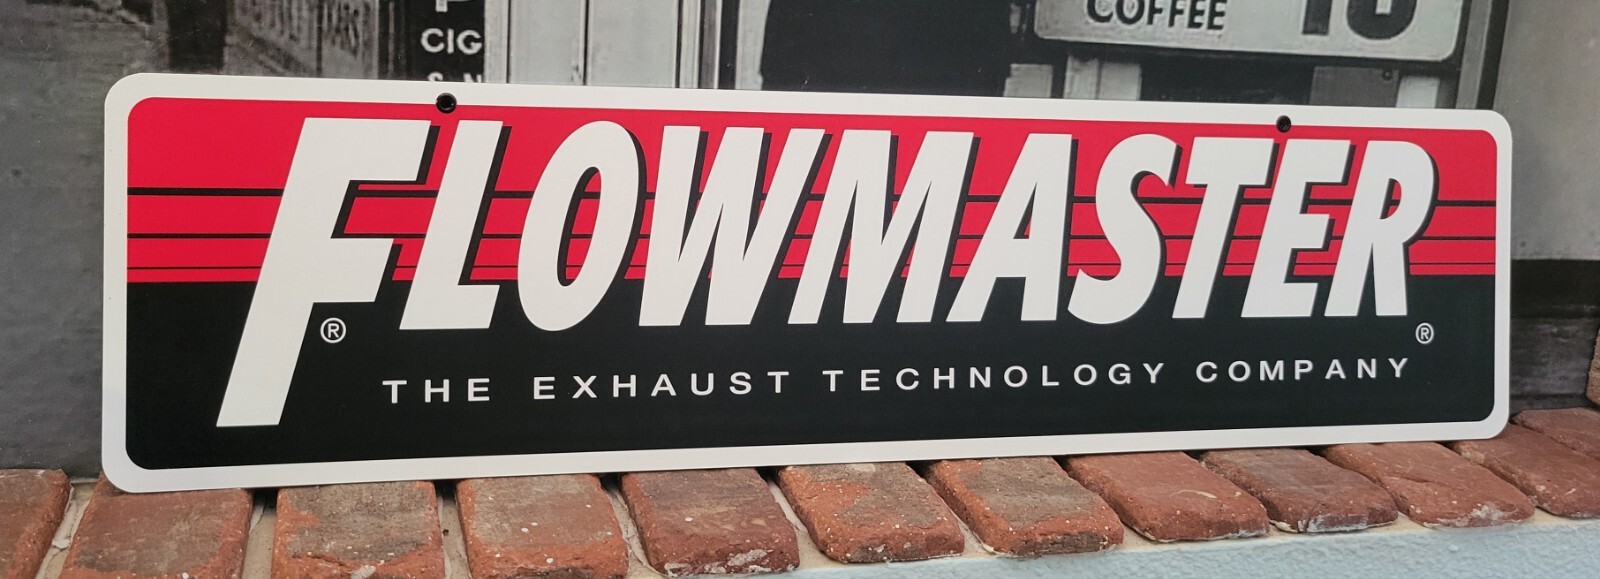 COFFEE
CIG
FLOWMASTER
®
®
THE EXHAUST TECHNOLOGY COMPANY